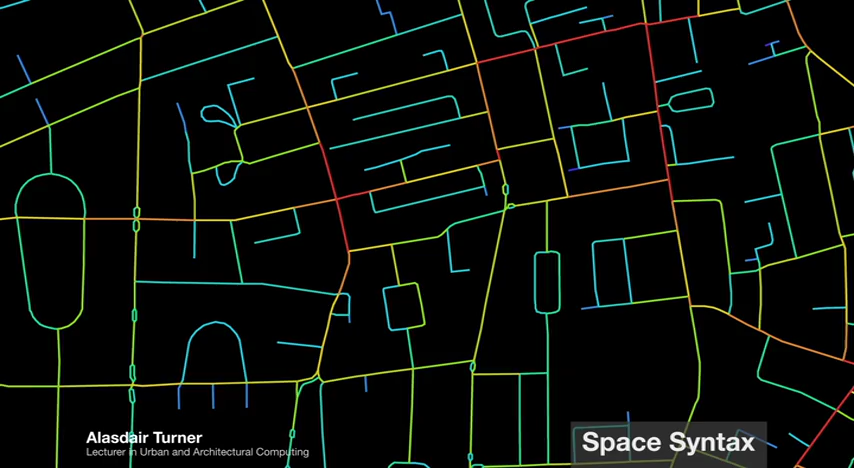 Alasdair Turner
Lecturer in Urban and Architectural Computing
Space Syntax